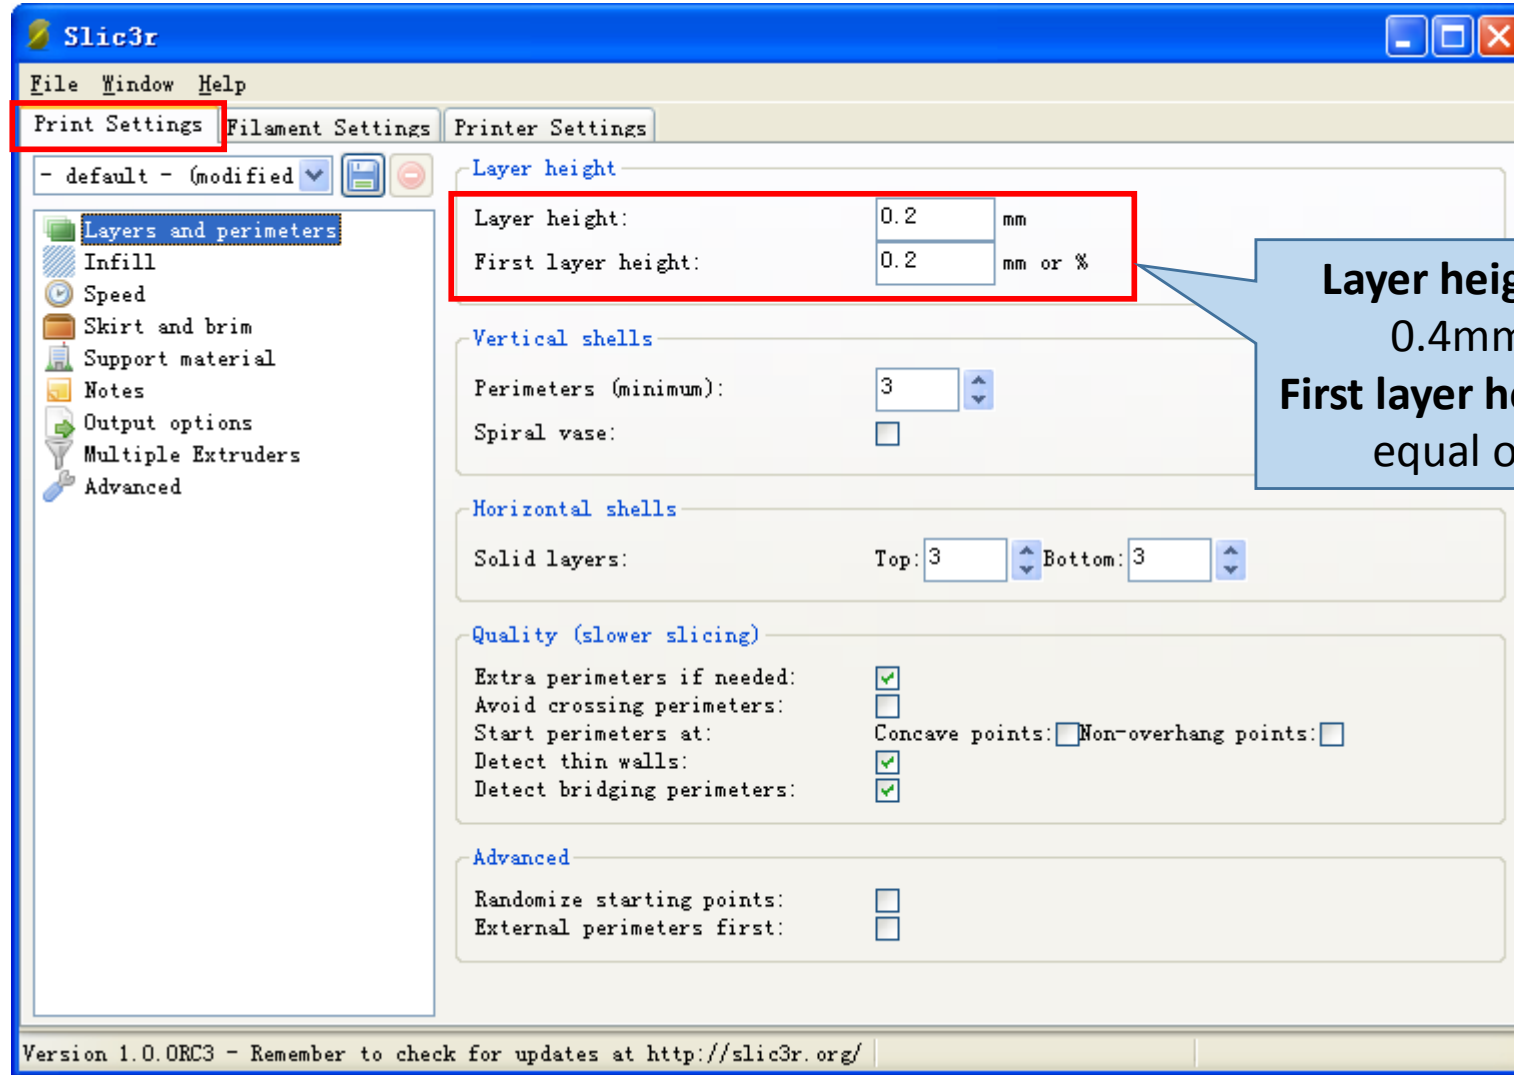 Slic3r
File Window Help
Print Settings Filament Settings Printer Settings
- default - (modified
Layers and perimeters
Infill
Speed
Skirt and brim
Support material
Notes
Output options
Multiple Extruders
Advanced
Layer height
Layer height: 0.2 mm
First layer height: 0.2 mm or %
Layer
0.4mm
First layer
equal
Vertical shells
Perimeters (minimum): 3
Spiral vase:
Horizontal shells
Solid layers: Top: 3 Bottom: 3
Quality (slower slicing)
Extra perimeters if needed:
Avoid crossing perimeters:
Start perimeters at: Concave points: Non-overhang points:
Detect thin walls:
Detect bridging perimeters:
Advanced
Randomize starting points:
External perimeters first:
Version 1.0.0RC3 - Remember to check for updates at http://slic3r.org/